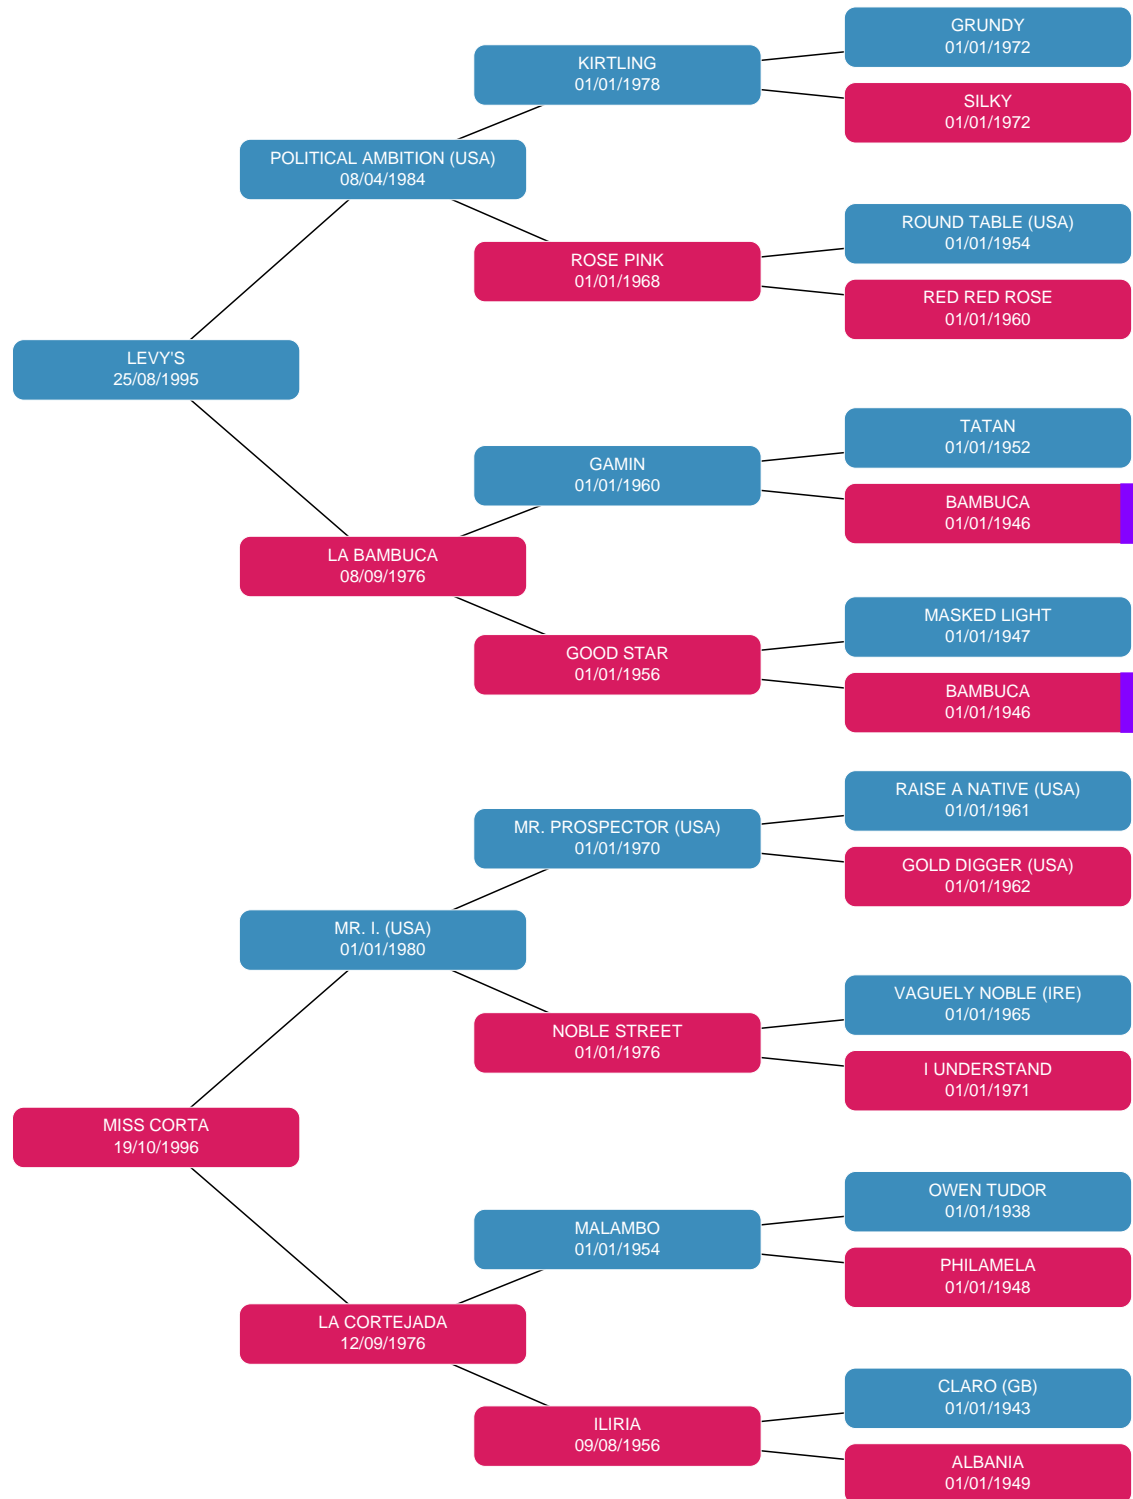 GRUNDY
01/01/1972
KIRTLING
01/01/1978
SILKY
01/01/1972
POLITICAL AMBITION (USA)
08/04/1984
ROUND TABLE (USA)
01/01/1954
ROSE PINK
01/01/1968
RED RED ROSE
01/01/1960
LEVY'S
25/08/1995
TATAN
01/01/1952
GAMIN
01/01/1960
BAMBUCA
01/01/1946
LA BAMBUCA
08/09/1976
MASKED LIGHT
01/01/1947
GOOD STAR
01/01/1956
BAMBUCA
01/01/1946
RAISE A NATIVE (USA)
01/01/1961
MR. PROSPECTOR (USA)
01/01/1970
GOLD DIGGER (USA)
01/01/1962
MR. I. (USA)
01/01/1980
VAGUELY NOBLE (IRE)
01/01/1965
NOBLE STREET
01/01/1976
I UNDERSTAND
01/01/1971
MISS CORTA
19/10/1996
OWEN TUDOR
01/01/1938
MALAMBO
01/01/1954
PHILAMELA
01/01/1948
LA CORTEJADA
12/09/1976
CLARO (GB)
01/01/1943
ILIRIA
09/08/1956
ALBANIA
01/01/1949